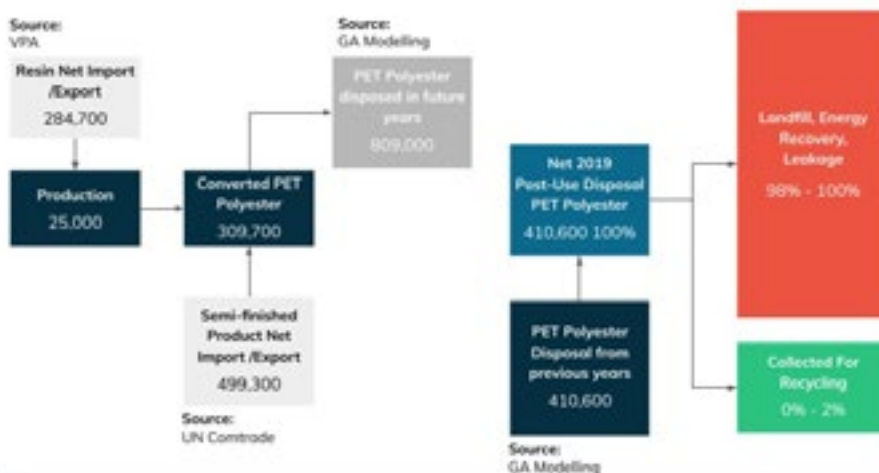 Source:
VPA
Resin Net Import
/Export
284,700
Production
25,000
Source:
GA Modelling
PET Polyester
disposed in future
years
809,000
Converted PET
Polyester
309,700
Semi-finished
Product Net
Import /Export
499,300
Source:
UN Comtrade
Net 2019
Post-Use Disposal
PET Polyester
410,600 100%
PET Polyester
Disposal from
previous years
410,600
Source:
GA Modelling
Landfill, Energy
Recovery,
Leakage
98% - 100%
Collected For
Recycling
0% - 2%